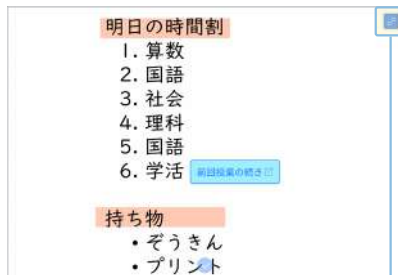 明日の時間割
1. 算数
2. 国語
3. 社会
4. 理科
5. 国語
6. 学活 前回授業の続き
持ち物
• ぞうきん
• プリント